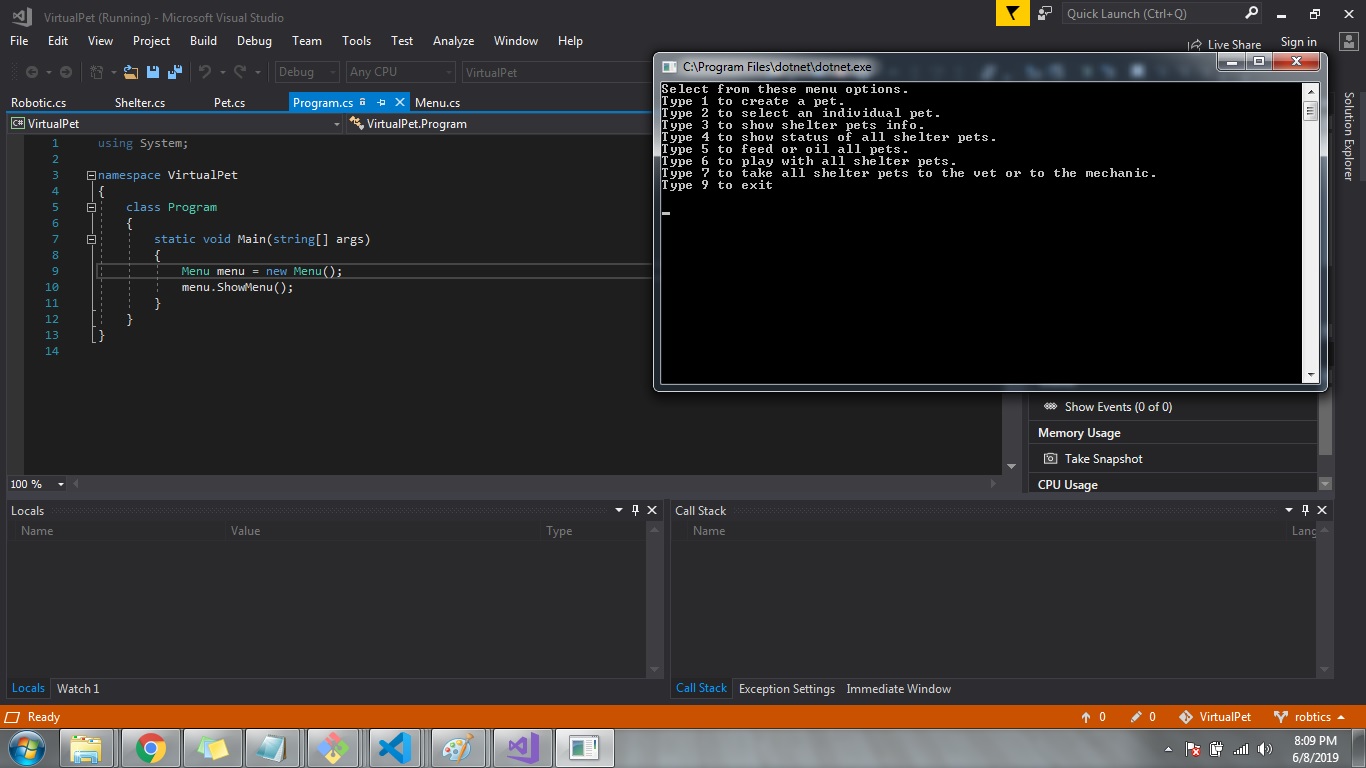 VirtualPet (Running) - Microsoft Visual Studio
Quick Launch (Ctrl+Q)
File Edit View Project Build Debug Team Tools Test Analyze Window Help
Live Share Sign in
Debug Any CPU VirtualPet
Robotic.cs Shelter.cs Pet.cs Program.cs Menu.cs
VirtualPet VirtualPet.Program
1 using System;
2
3 namespace VirtualPet
4 {
5 class Program
6 {
7 static void Main(string[] args)
8 {
9 Menu menu = new Menu();
10 menu.ShowMenu();
11 }
12 }
13 }
14
100 %
C:\Program Files\dotnet\dotnet.exe
Select from these menu options.
Type 1 to create a pet.
Type 2 to select an individual pet.
Type 3 to show shelter pets info.
Type 4 to show status of all shelter pets.
Type 5 to feed or oil all pets.
Type 6 to play with all shelter pets.
Type 7 to take all shelter pets to the vet or to the mechanic.
Type 9 to exit
Solution Explorer
Show Events (0 of 0)
Memory Usage
Take Snapshot
CPU Usage
Locals
Name Value Type
Locals Watch 1
Call Stack
Name Lang
Call Stack Exception Settings Immediate Window
Ready
0 0 VirtualPet robtics
8:09 PM
6/8/2019